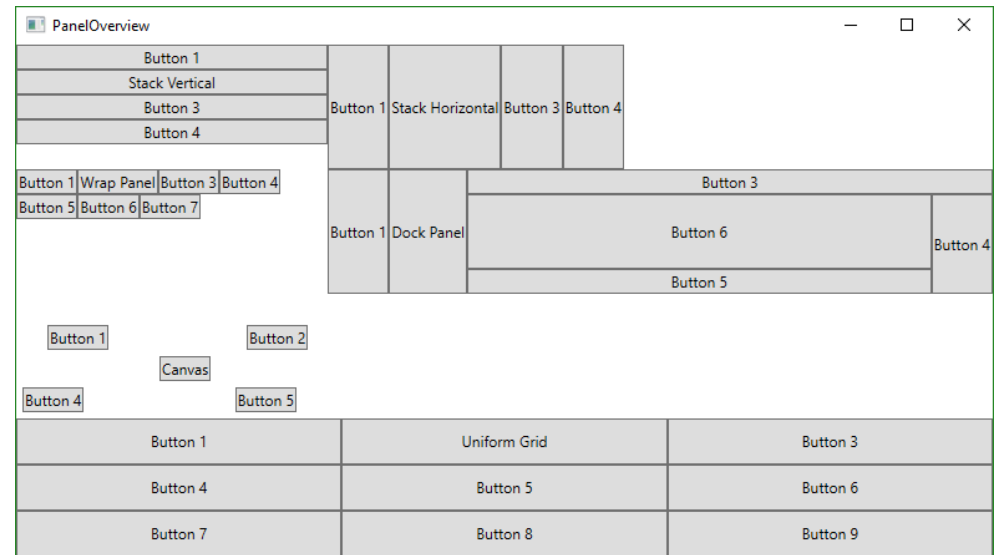 PanelOverview
Button 1
Stack Vertical
Button 3
Button 4
Button 1 Stack Horizontal Button 3 Button 4
Button 1 Wrap Panel Button 3 Button 4
Button 5 Button 6 Button 7
Button 1 Dock Panel
Button 3
Button 6
Button 4
Button 5
Button 1 Button 2
Canvas
Button 4 Button 5
Button 1 Uniform Grid Button 3
Button 4 Button 5 Button 6
Button 7 Button 8 Button 9